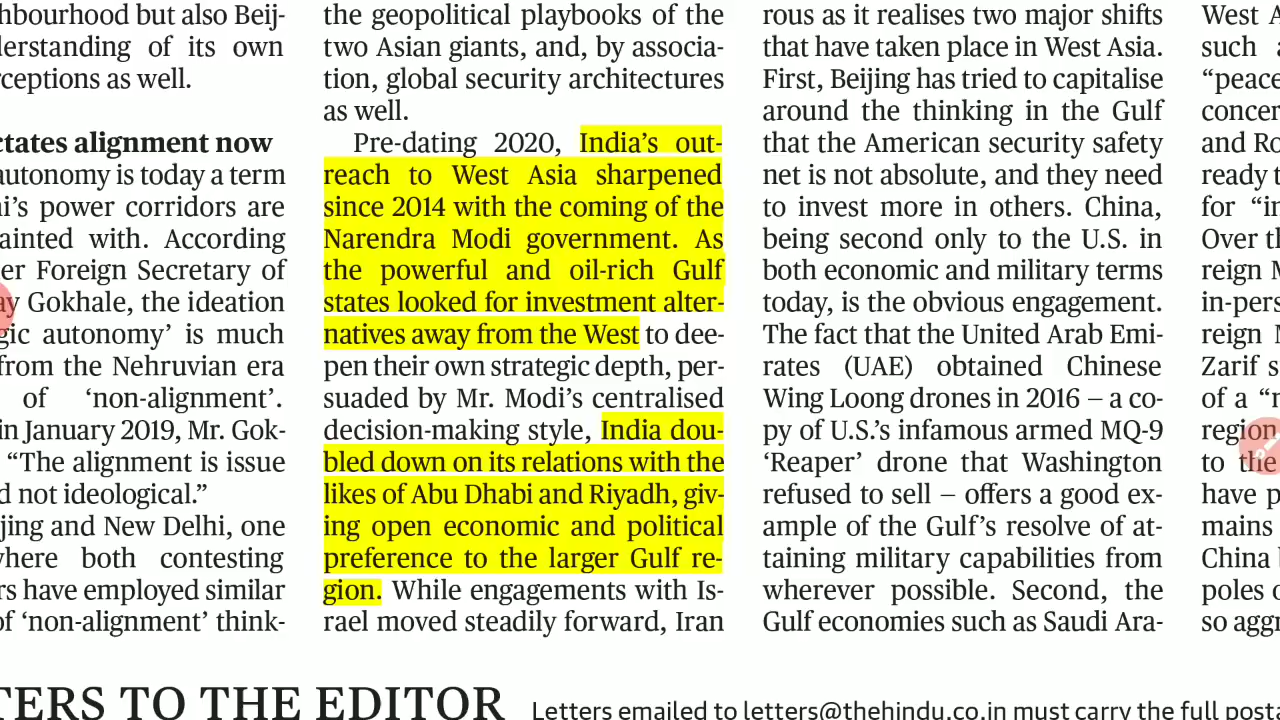 hbourhood but also Beij-
derstanding of its own
ceptions as well.
ctates alignment now
autonomy is today a term
i's power corridors are
ainted with. According
er Foreign Secretary of
ay Gokhale, the ideation
gic autonomy' is much
from the Nehruvian era
of 'non-alignment'.
in January 2019, Mr. Gok-
"The alignment is issue
d not ideological."
jing and New Delhi, one
where both contesting
rs have employed similar
of 'non-alignment' think-
the geopolitical playbooks of the
two Asian giants, and, by associa-
tion, global security architectures
as well.
Pre-dating 2020, India's out-
reach to West Asia sharpened
since 2014 with the coming of the
Narendra Modi government. As
the powerful and oil-rich Gulf
states looked for investment alter-
natives away from the West to dee-
pen their own strategic depth, per-
suaded by Mr. Modi's centralised
decision-making style, India dou-
bled down on its relations with the
likes of Abu Dhabi and Riyadh, giv-
ing open economic and political
preference to the larger Gulf re-
gion. While engagements with Is-
rael moved steadily forward, Iran
rous as it realises two major shifts
that have taken place in West Asia.
First, Beijing has tried to capitalise
around the thinking in the Gulf
that the American security safety
net is not absolute, and they need
to invest more in others. China,
being second only to the U.S. in
both economic and military terms
today, is the obvious engagement.
The fact that the United Arab Emi-
rates (UAE) obtained Chinese
Wing Loong drones in 2016 – a co-
py of U.S.'s infamous armed MQ-9
'Reaper' drone that Washington
refused to sell – offers a good ex-
ample of the Gulf's resolve of at-
taining military capabilities from
wherever possible. Second, the
Gulf economies such as Saudi Ara-
West A
such
"peace
concer
and Ro
ready t
for "in
Over th
reign M
in-pers
reign M
Zarif s
of a "n
region
to the
have p
mains
China
poles o
so aggr
TERS TO THE EDITOR
Letters emailed to letters@thehindu.co.in must carry the full posta